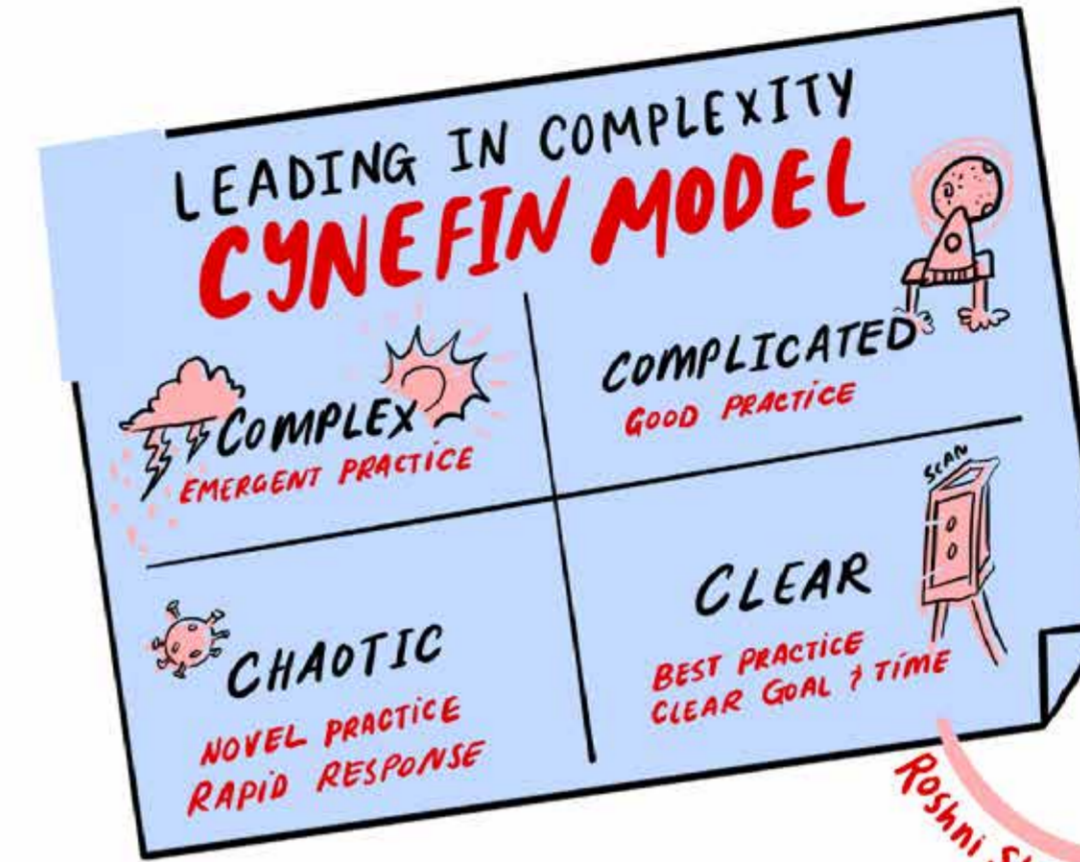 LEADING IN COMPLEXITY
CYNEFIN MODEL
COMPLEX
EMERGENT PRACTICE
COMPLICATED
GOOD PRACTICE
CHAOTIC
NOVEL PRACTICE
RAPID RESPONSE
SCAN
CLEAR
BEST PRACTICE
CLEAR GOAL & TIME
Roshni